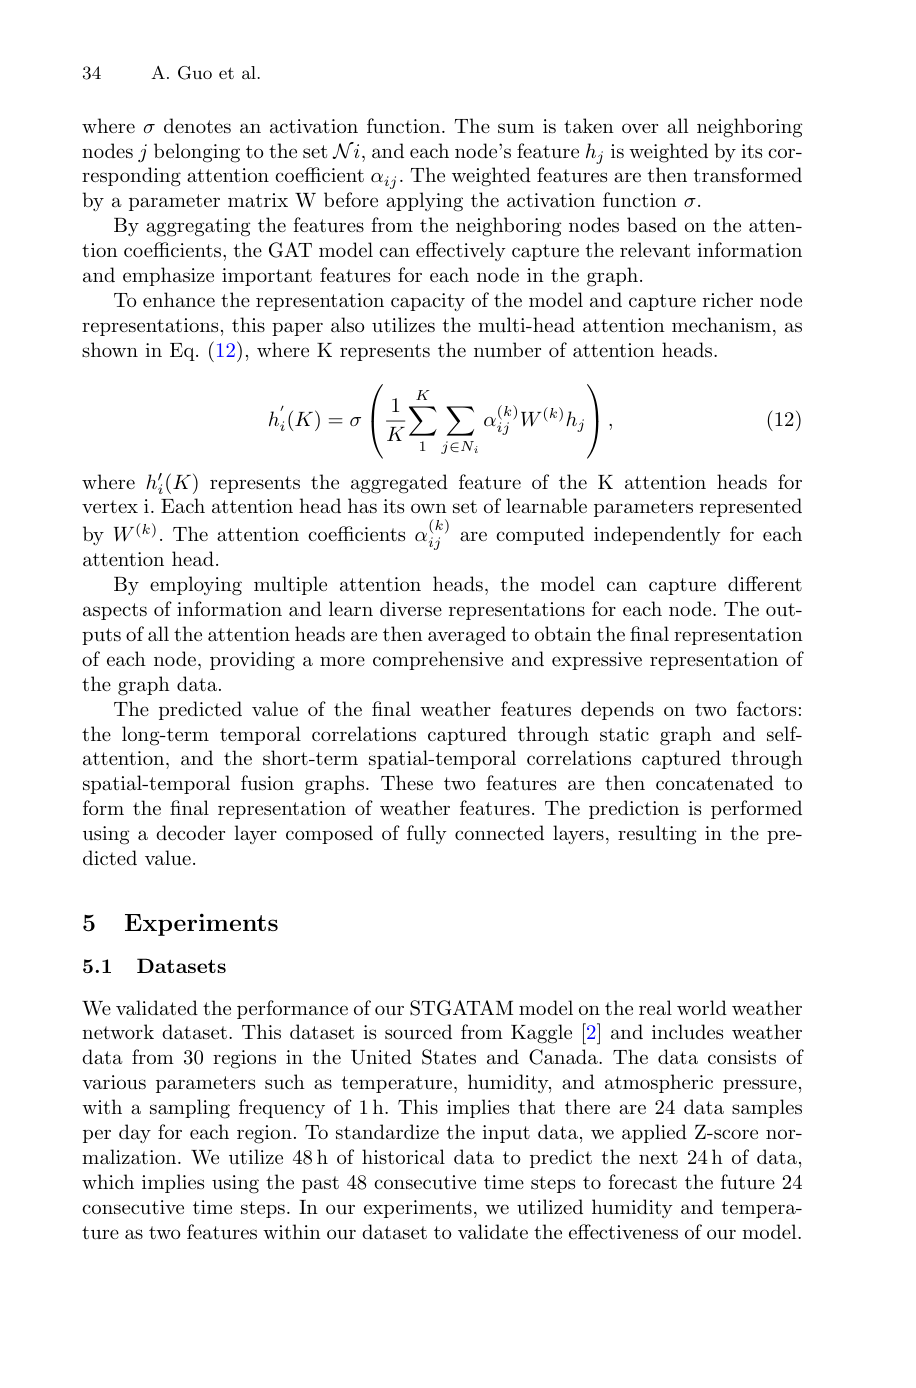 34 A. Guo et al.
where σ denotes an activation function. The sum is taken over all neighboring
nodes j belonging to the set 𝒩i, and each node's feature h_j is weighted by its cor-
responding attention coefficient α_{ij}. The weighted features are then transformed
by a parameter matrix W before applying the activation function σ.
By aggregating the features from the neighboring nodes based on the atten-
tion coefficients, the GAT model can effectively capture the relevant information
and emphasize important features for each node in the graph.
To enhance the representation capacity of the model and capture richer node
representations, this paper also utilizes the multi-head attention mechanism, as
shown in Eq. (12), where K represents the number of attention heads.
h_i^{'}(K) = σ ( \frac{1}{K} \sum_{1}^{K} \sum_{j∈N_i} α_{ij}^{(k)} W^{(k)} h_j ) , (12)
where h'_i(K) represents the aggregated feature of the K attention heads for
vertex i. Each attention head has its own set of learnable parameters represented
by W^{(k)}. The attention coefficients α_{ij}^{(k)} are computed independently for each
attention head.
By employing multiple attention heads, the model can capture different
aspects of information and learn diverse representations for each node. The out-
puts of all the attention heads are then averaged to obtain the final representation
of each node, providing a more comprehensive and expressive representation of
the graph data.
The predicted value of the final weather features depends on two factors:
the long-term temporal correlations captured through static graph and self-
attention, and the short-term spatial-temporal correlations captured through
spatial-temporal fusion graphs. These two features are then concatenated to
form the final representation of weather features. The prediction is performed
using a decoder layer composed of fully connected layers, resulting in the pre-
dicted value.
5 Experiments
5.1 Datasets
We validated the performance of our STGATAM model on the real world weather
network dataset. This dataset is sourced from Kaggle [2] and includes weather
data from 30 regions in the United States and Canada. The data consists of
various parameters such as temperature, humidity, and atmospheric pressure,
with a sampling frequency of 1 h. This implies that there are 24 data samples
per day for each region. To standardize the input data, we applied Z-score nor-
malization. We utilize 48 h of historical data to predict the next 24 h of data,
which implies using the past 48 consecutive time steps to forecast the future 24
consecutive time steps. In our experiments, we utilized humidity and tempera-
ture as two features within our dataset to validate the effectiveness of our model.